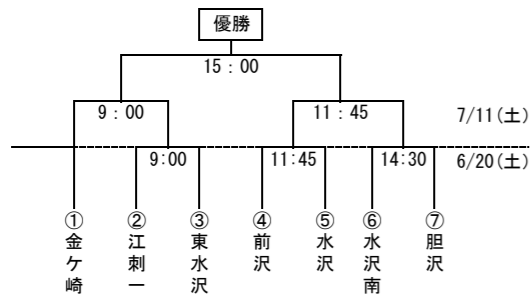 優勝
15：00
9：00
11：45
7/11(土)
9:00
11:45
14:30
6/20(土)
①金ケ崎
②江刺一
③東水沢
④前沢
⑤水沢
⑥水沢南
⑦胆沢